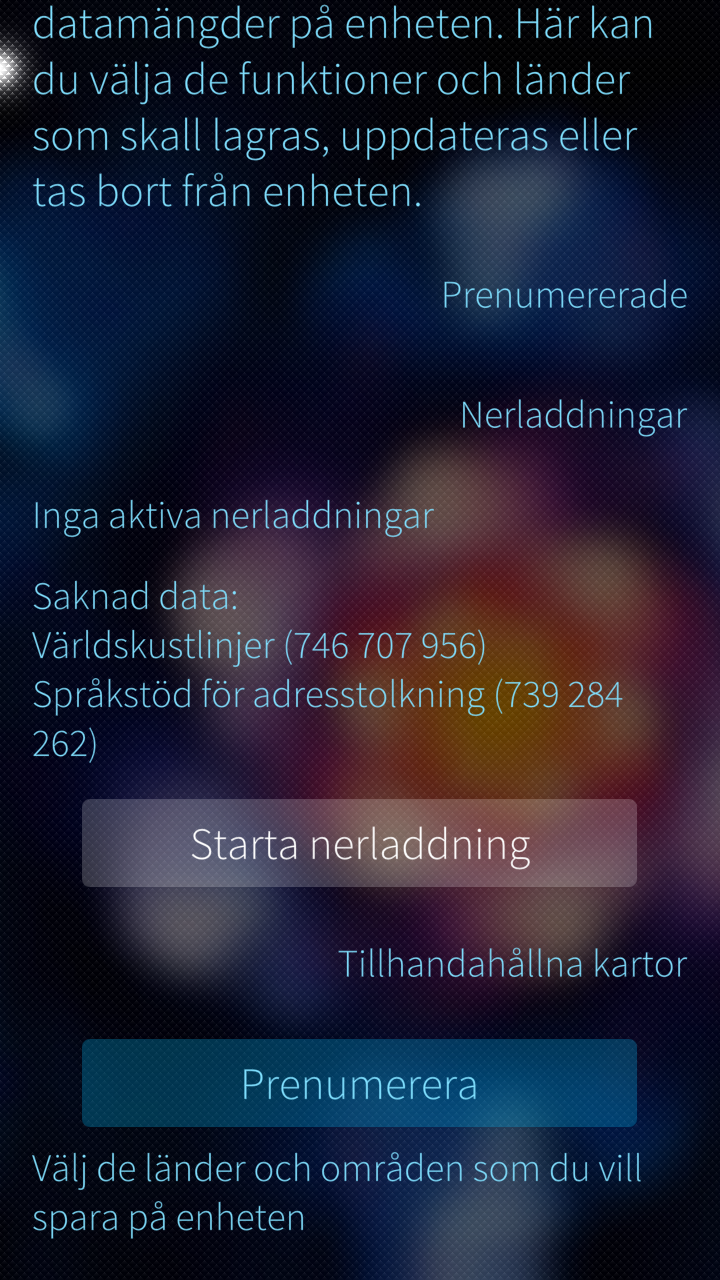 datamängder på enheten. Här kan
du välja de funktioner och länder
som skall lagras, uppdateras eller
tas bort från enheten.
Prenumererade
Nerladdningar
Inga aktiva nerladdningar
Saknad data:
Världskustlinjer (746 707 956)
Språkstöd för adresstolkning (739 284
262)
Starta nerladdning
Tillhandahållna kartor
Prenumerera
Välj de länder och områden som du vill
spara på enheten